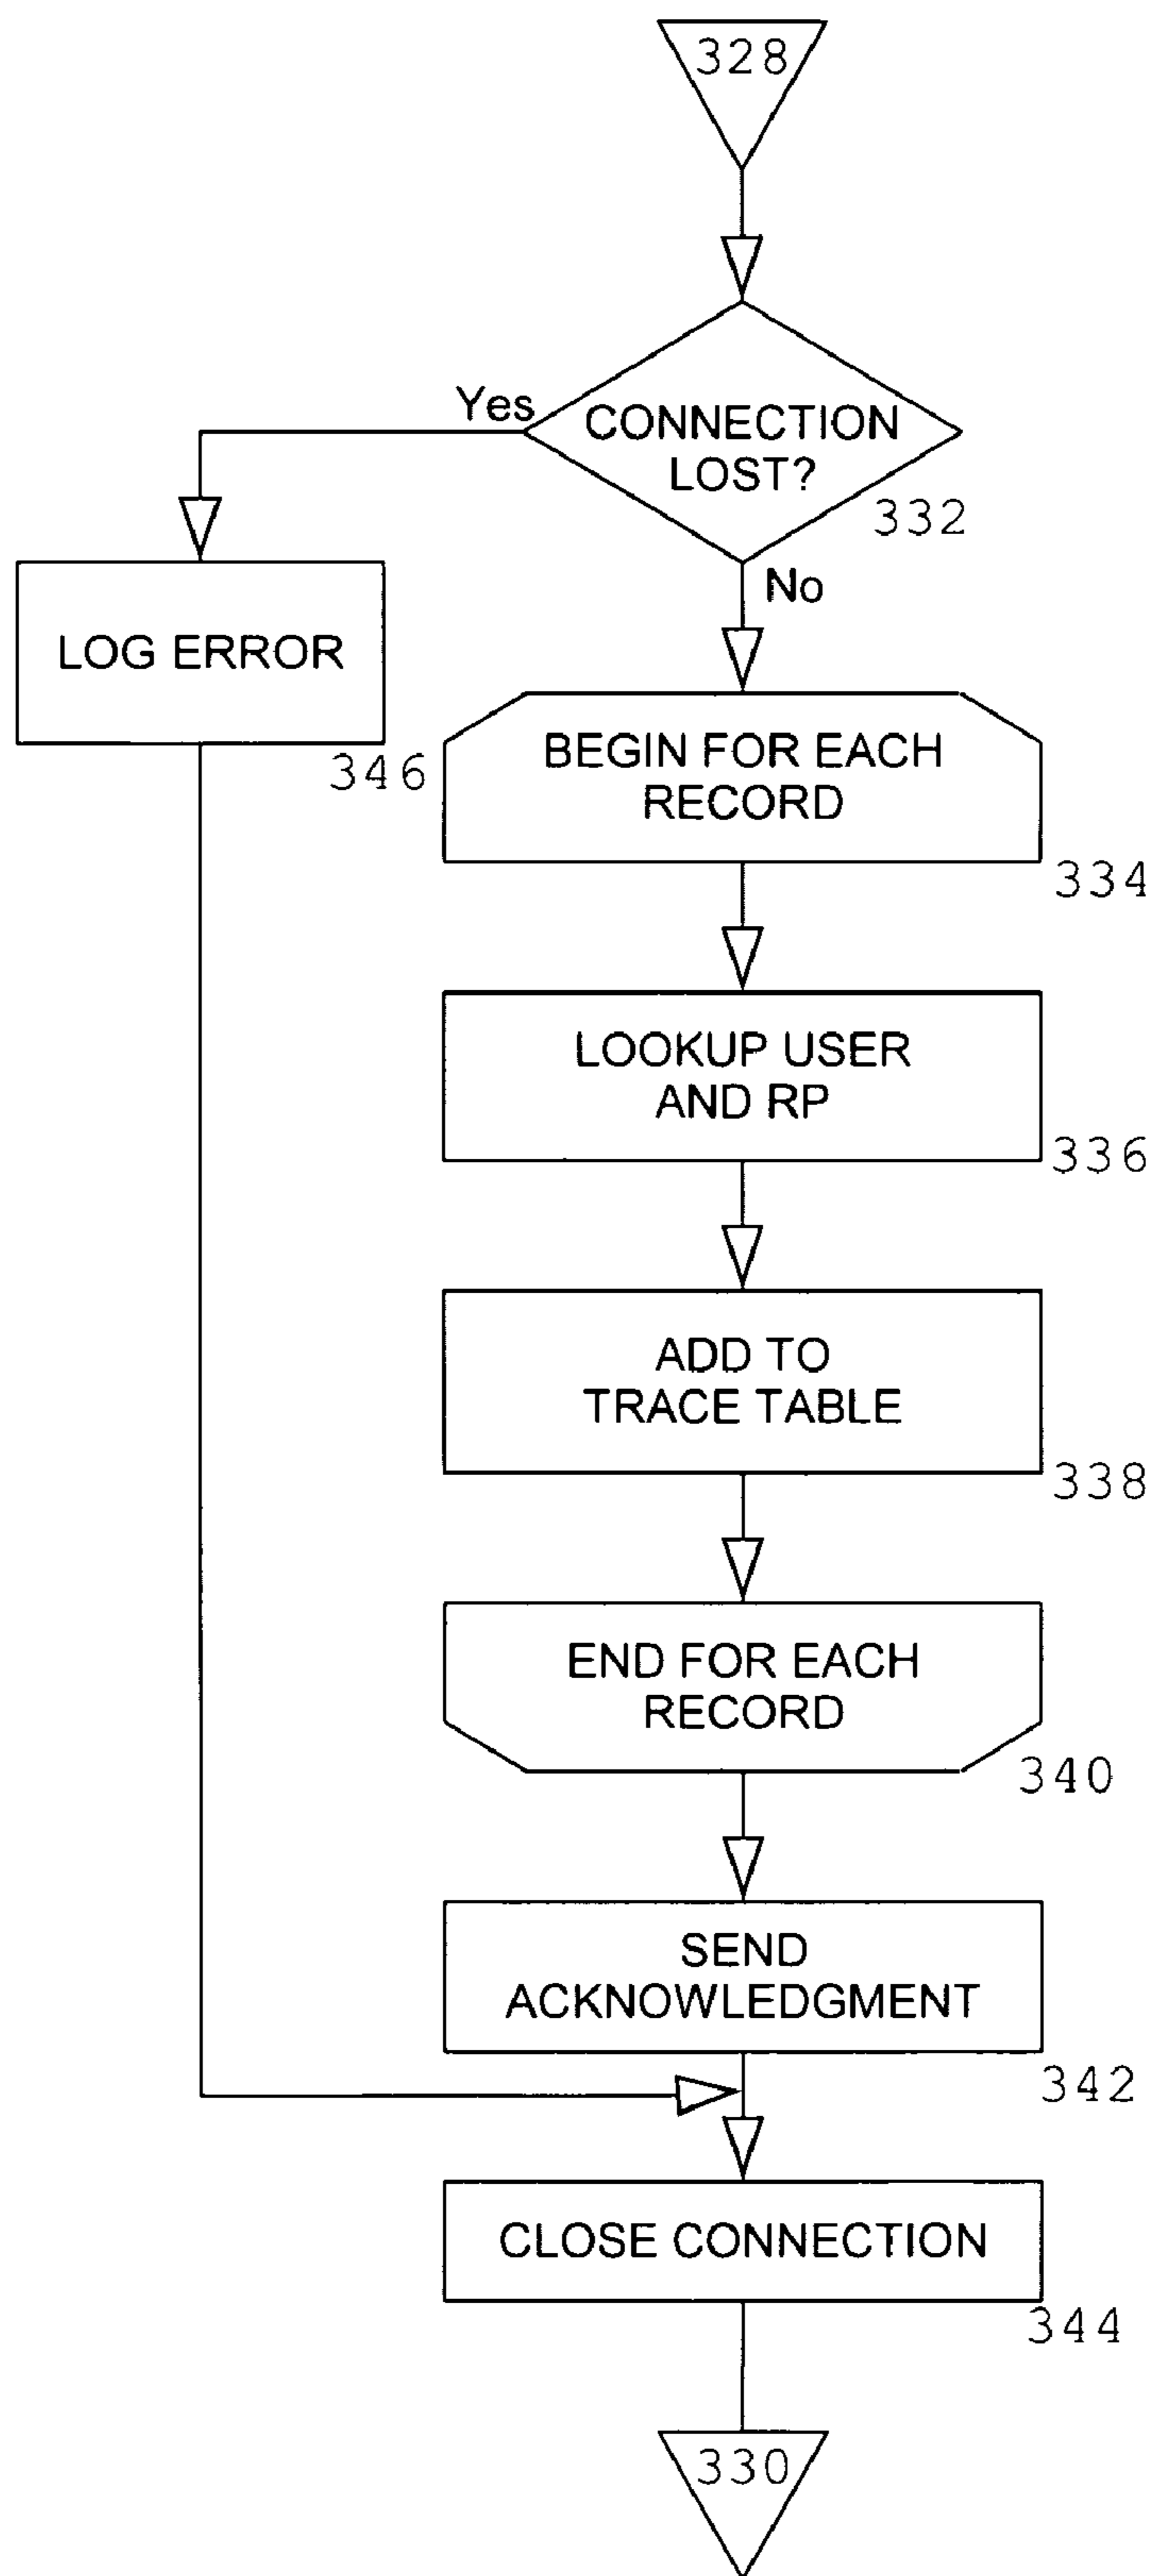 328
Yes
CONNECTION
LOST?
332
No
LOG ERROR
346
BEGIN FOR EACH
RECORD
334
LOOKUP USER
AND RP
336
ADD TO
TRACE TABLE
338
END FOR EACH
RECORD
340
SEND
ACKNOWLEDGMENT
342
CLOSE CONNECTION
344
330